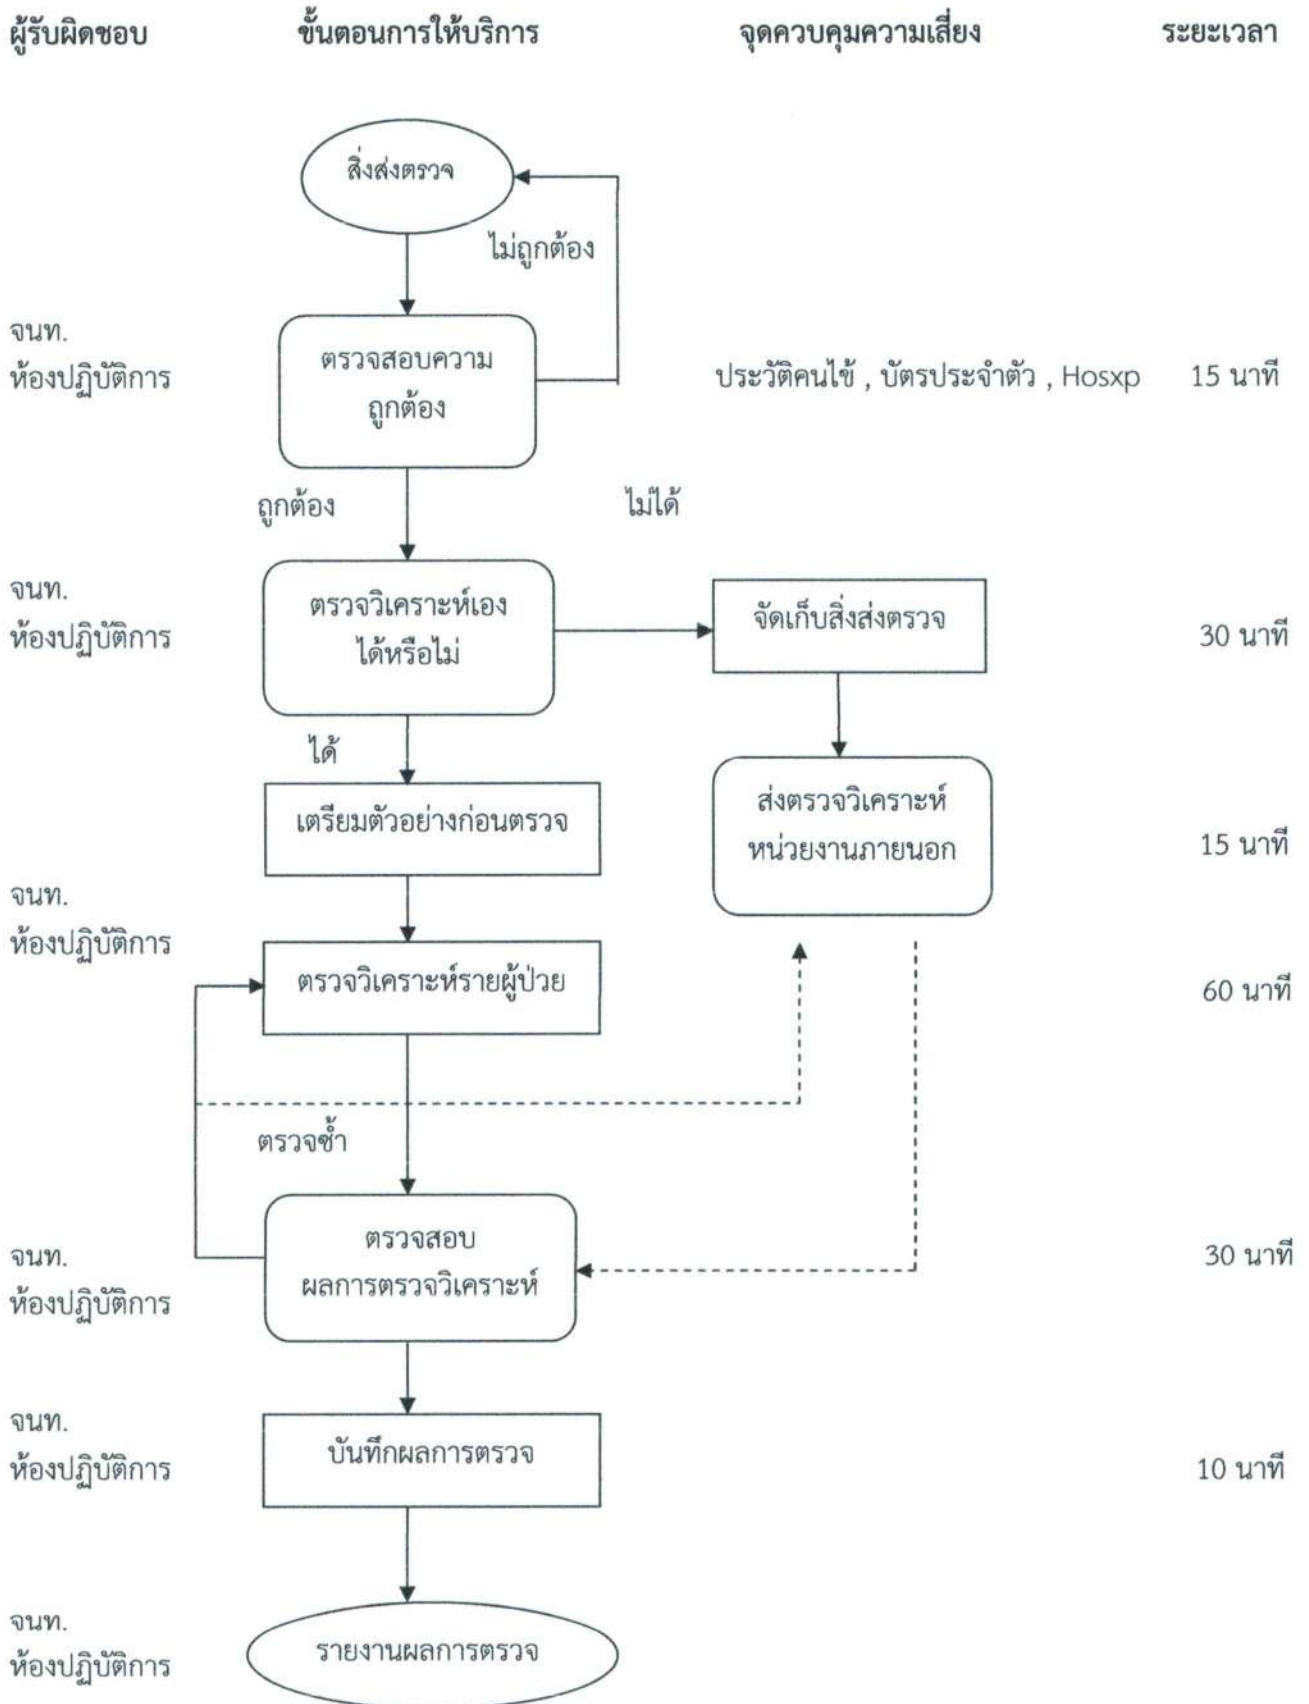 ผู้รับผิดชอบ ขั้นตอนการให้บริการ จุดควบคุมความเสี่ยง ระยะเวลา
สิ่งส่งตรวจ
ไม่ถูกต้อง
จนท.
ห้องปฏิบัติการ
ตรวจสอบความ
ถูกต้อง
ประวัติคนไข้ , บัตรประจำตัว , Hosxp 15 นาที
ถูกต้อง
ไม่ได้
จนท.
ห้องปฏิบัติการ
ตรวจวิเคราะห์เอง
ได้หรือไม่
จัดเก็บสิ่งส่งตรวจ
30 นาที
ได้
เตรียมตัวอย่างก่อนตรวจ
ส่งตรวจวิเคราะห์
หน่วยงานภายนอก
15 นาที
จนท.
ห้องปฏิบัติการ
ตรวจวิเคราะห์รายผู้ป่วย
60 นาที
ตรวจซ้ำ
จนท.
ห้องปฏิบัติการ
ตรวจสอบ
ผลการตรวจวิเคราะห์
30 นาที
จนท.
ห้องปฏิบัติการ
บันทึกผลการตรวจ
10 นาที
จนท.
ห้องปฏิบัติการ
รายงานผลการตรวจ